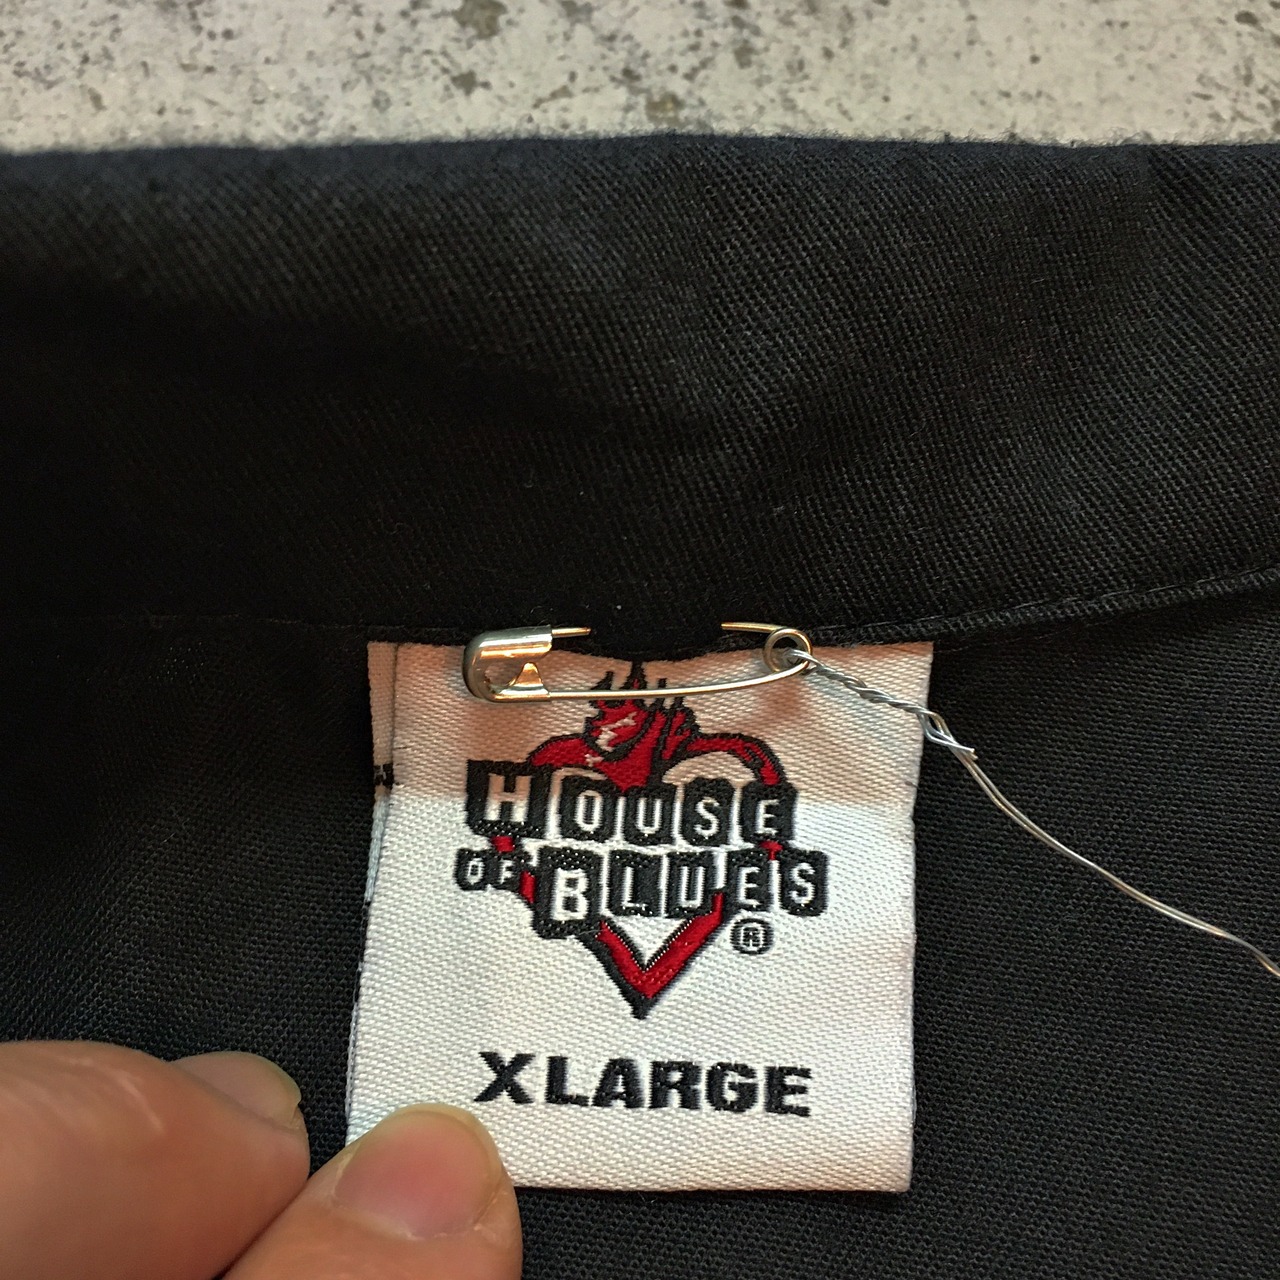 HOUSE
OF BLUES
®
XLARGE